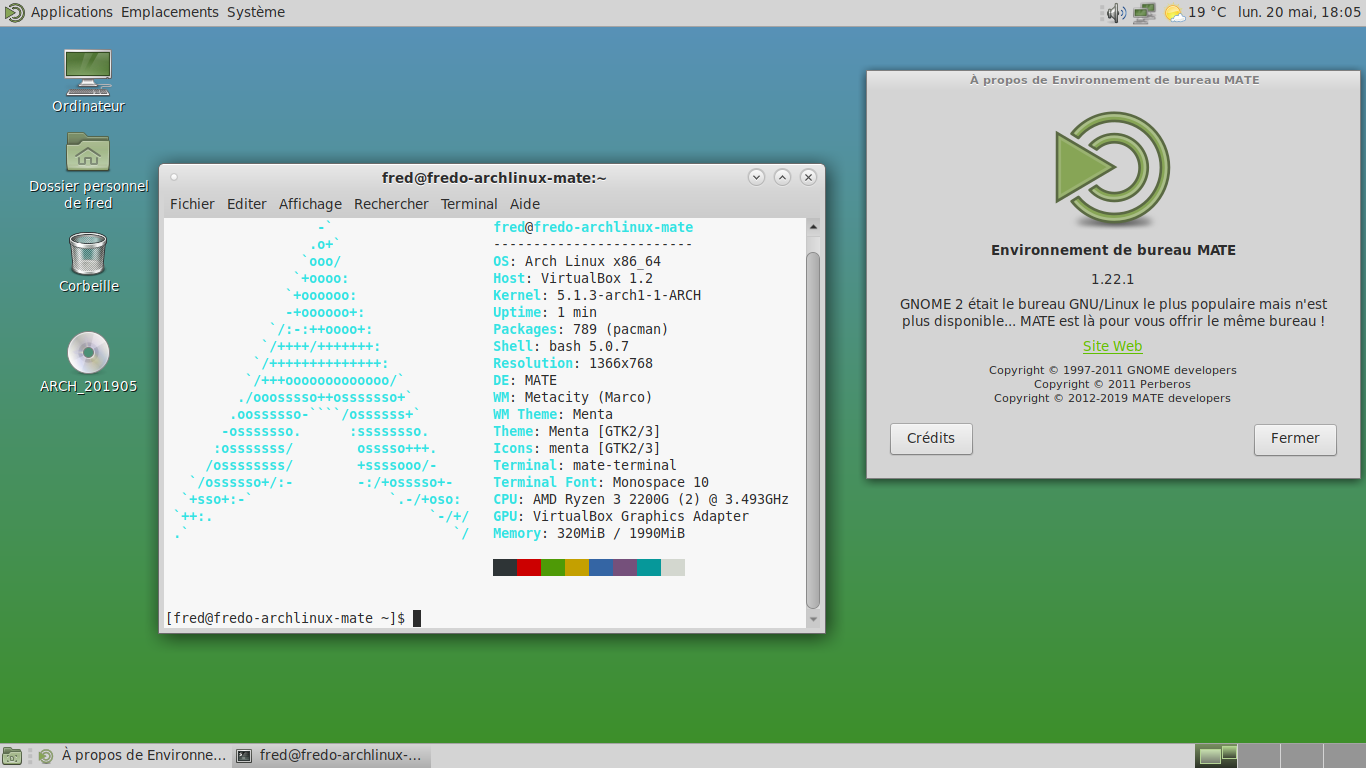 Applications Emplacements Système
19 °C lun. 20 mai, 18:05
Ordinateur
Dossier personnel
de fred
Corbeille
ARCH_201905
fred@fredo-archlinux-mate:~
Fichier Editer Affichage Rechercher Terminal Aide
-`
.o+`
`ooo/
`+oooo:
`+oooooo:
-+oooooo+:
`/:-:++oooo+:
`/++++/+++++++:
`/++++++++++++++:
`/+++ooooooooooooo/`
./ooosssso++osssssso+`
.oossssso-````/ossssss+`
-osssssso.      :ssssssso.
:osssssss/        osssso+++.
/ossssssss/        +ssssooo/-
`/ossssso+/:-        -:/+osssso+-
`+sso+:-`                 `.-/+oso:
`++:.                           `-/+/
.`                                 `/
fred@fredo-archlinux-mate
-------------------------
OS: Arch Linux x86_64
Host: VirtualBox 1.2
Kernel: 5.1.3-arch1-1-ARCH
Uptime: 1 min
Packages: 789 (pacman)
Shell: bash 5.0.7
Resolution: 1366x768
DE: MATE
WM: Metacity (Marco)
WM Theme: Menta
Theme: Menta [GTK2/3]
Icons: menta [GTK2/3]
Terminal: mate-terminal
Terminal Font: Monospace 10
CPU: AMD Ryzen 3 2200G (2) @ 3.493GHz
GPU: VirtualBox Graphics Adapter
Memory: 320MiB / 1990MiB
[fred@fredo-archlinux-mate ~]$
À propos de Environnement de bureau MATE
Environnement de bureau MATE
1.22.1
GNOME 2 était le bureau GNU/Linux le plus populaire mais n'est
plus disponible... MATE est là pour vous offrir le même bureau !
Site Web
Copyright © 1997-2011 GNOME developers
Copyright © 2011 Perberos
Copyright © 2012-2019 MATE developers
Crédits
Fermer
À propos de Environne...
fred@fredo-archlinux-...